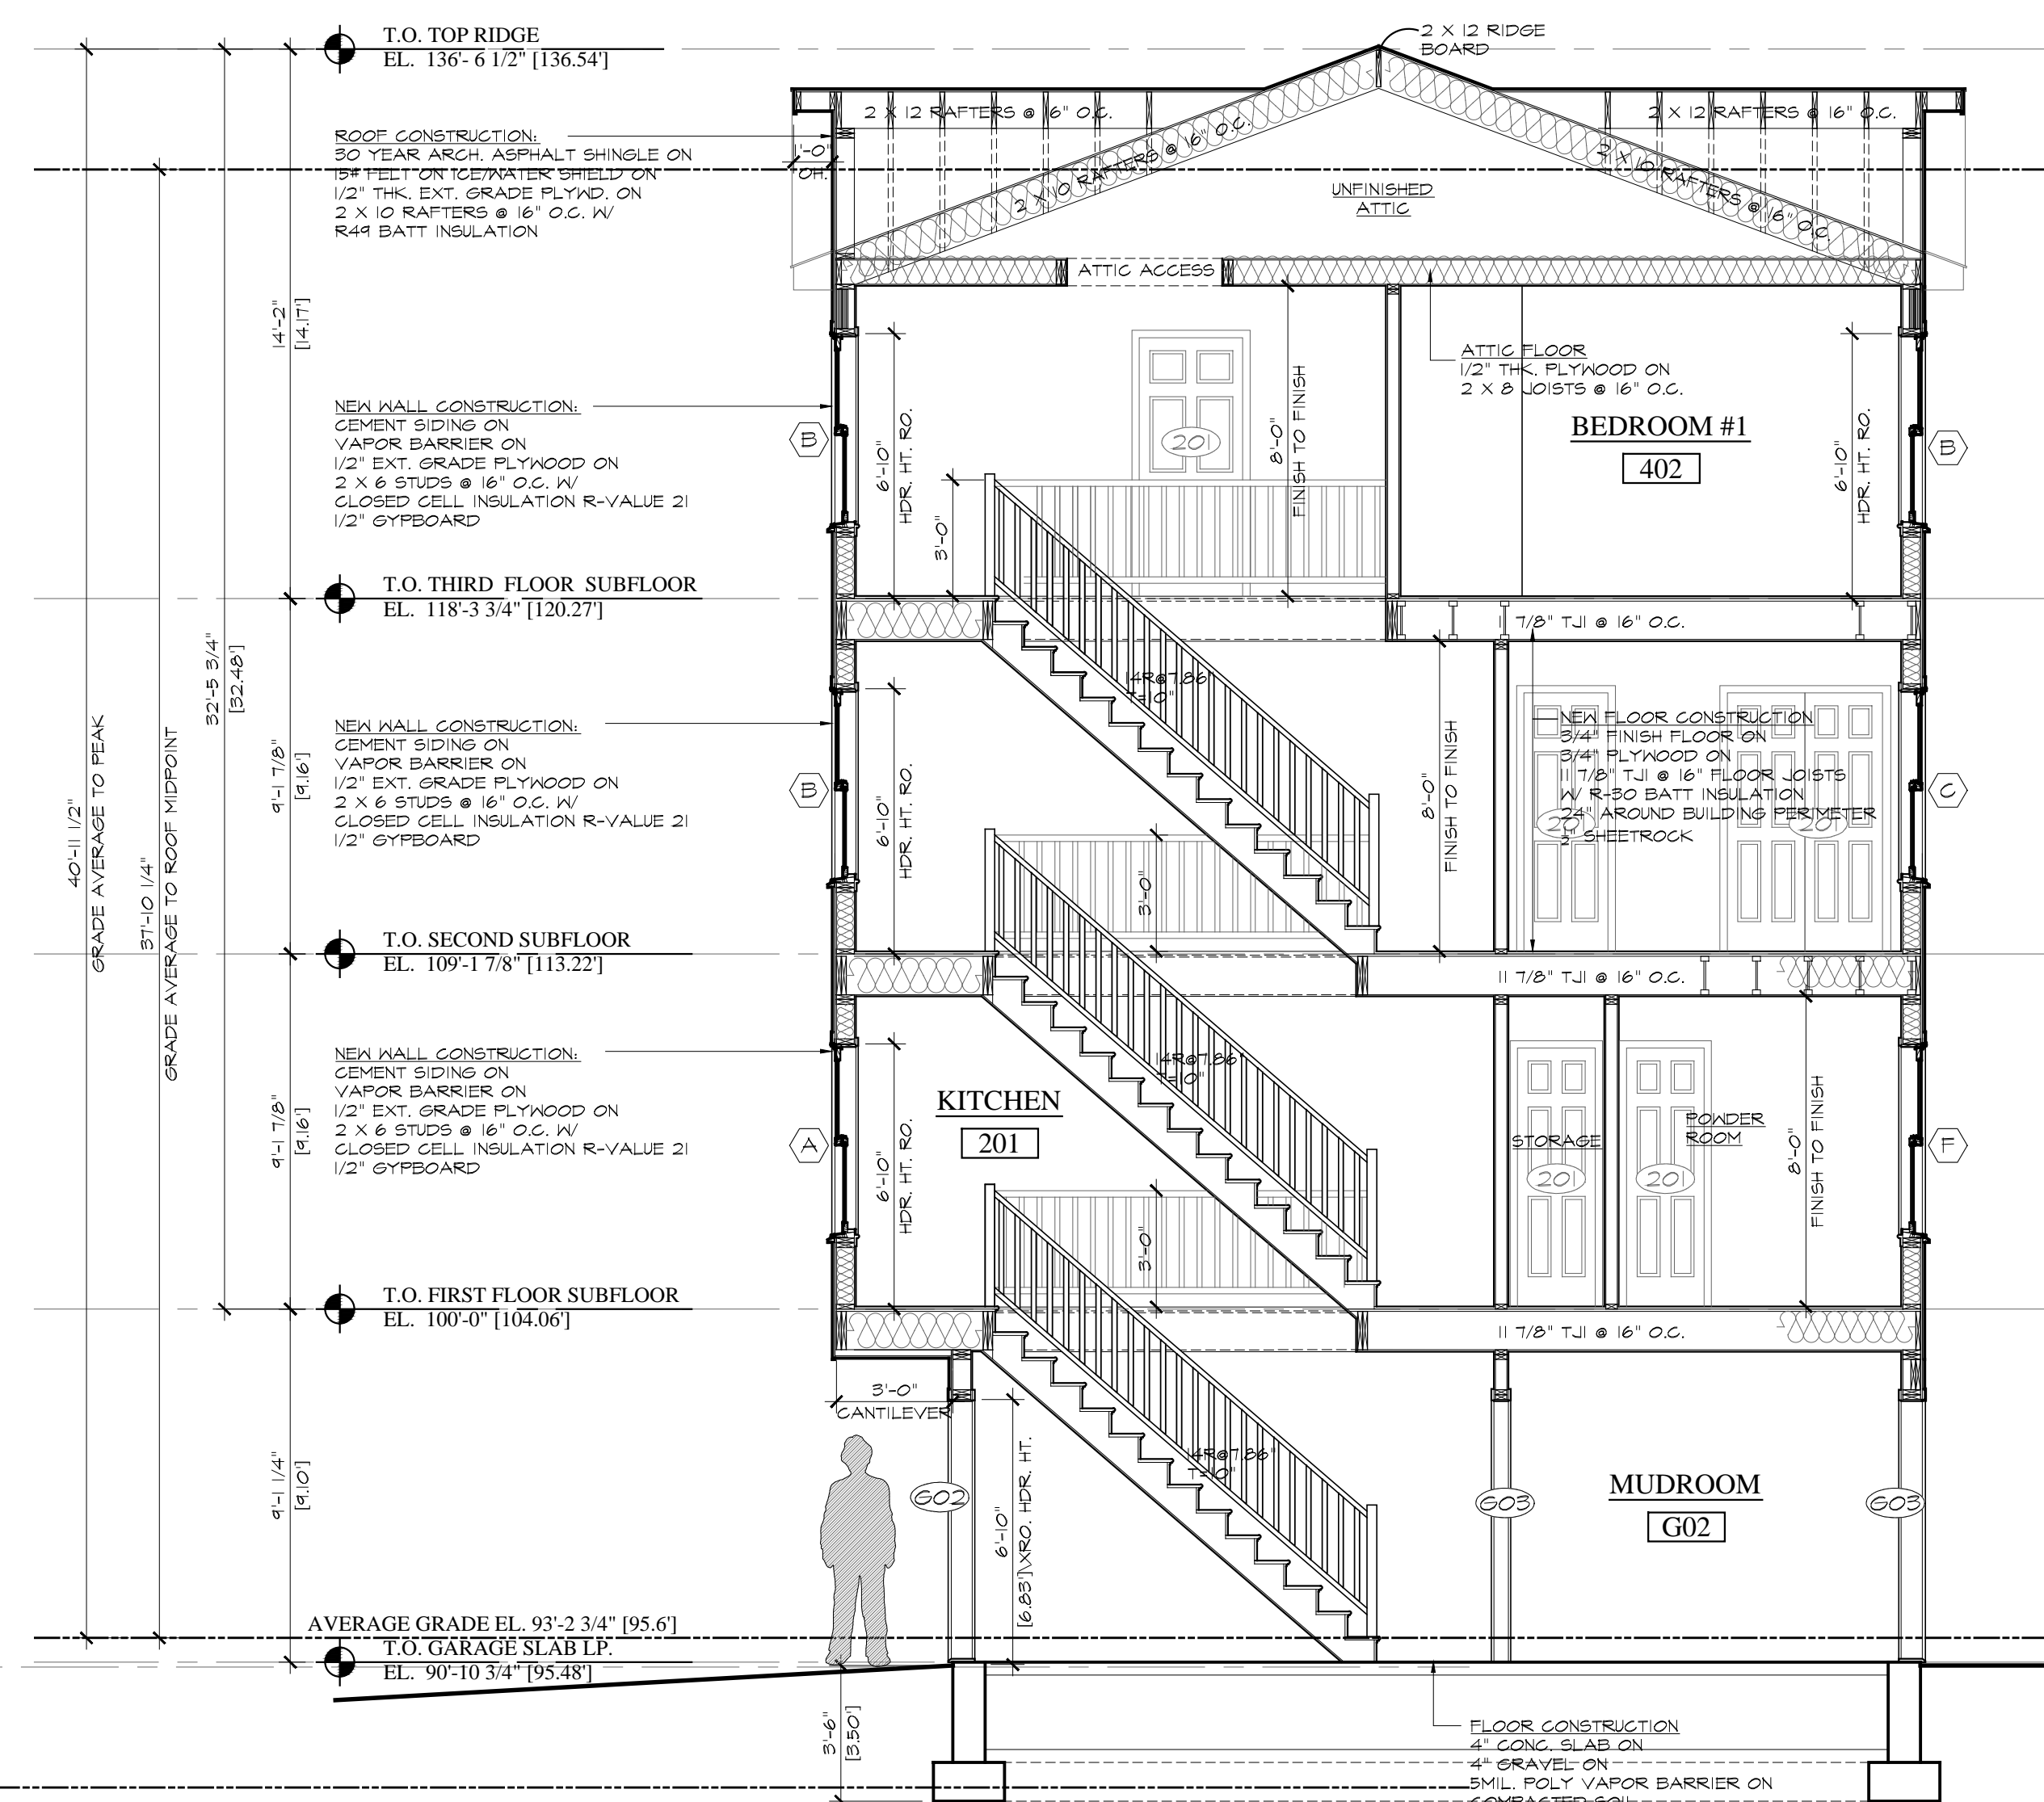 T.O. TOP RIDGE
EL. 136'- 6 1/2" [136.54']
2 X 12 RIDGE
BOARD
2 X 12 RAFTERS @ 16" O.C.
2 X 12 RAFTERS @ 16" O.C.
ROOF CONSTRUCTION:
30 YEAR ARCH. ASPHALT SHINGLE ON
15# FELT ON ICE/WATER SHIELD ON
1/2" THK. EXT. GRADE PLYWD. ON
2 X 10 RAFTERS @ 16" O.C. W/
R49 BATT INSULATION
1'-0"
OH.
2 X 10 RAFTERS @ 16" O.C.
2 X 10 RAFTERS @ 16" O.C.
UNFINISHED
ATTIC
ATTIC ACCESS
14'-2"
[14.17']
ATTIC FLOOR
1/2" THK. PLYWOOD ON
2 X 8 JOISTS @ 16" O.C.
NEW WALL CONSTRUCTION:
CEMENT SIDING ON
VAPOR BARRIER ON
1/2" EXT. GRADE PLYWOOD ON
2 X 6 STUDS @ 16" O.C. W/
CLOSED CELL INSULATION R-VALUE 21
1/2" GYPBOARD
B
6'-10"
HDR. HT. RO.
3'-0"
201
8'-0"
FINISH TO FINISH
BEDROOM #1
402
6'-10"
HDR. HT. RO.
B
T.O. THIRD FLOOR SUBFLOOR
EL. 118'-3 3/4" [120.27']
7/8" TJI @ 16" O.C.
32'-5 3/4"
[32.48']
40'-11 1/2"
GRADE AVERAGE TO PEAK
37'-10 1/4"
GRADE AVERAGE TO ROOF MIDPOINT
9'-1 7/8"
[9.16']
NEW WALL CONSTRUCTION:
CEMENT SIDING ON
VAPOR BARRIER ON
1/2" EXT. GRADE PLYWOOD ON
2 X 6 STUDS @ 16" O.C. W/
CLOSED CELL INSULATION R-VALUE 21
1/2" GYPBOARD
B
6'-10"
HDR. HT. RO.
14R@7.86"
T=10"
3'-0"
8'-0"
FINISH TO FINISH
NEW FLOOR CONSTRUCTION
3/4" FINISH FLOOR ON
3/4" PLYWOOD ON
11 7/8" TJI @ 16" FLOOR JOISTS
W/ R-30 BATT INSULATION
24" AROUND BUILDING PERIMETER
SHEETROCK
201
201
C
T.O. SECOND SUBFLOOR
EL. 109'-1 7/8" [113.22']
11 7/8" TJI @ 16" O.C.
9'-1 7/8"
[9.16']
NEW WALL CONSTRUCTION:
CEMENT SIDING ON
VAPOR BARRIER ON
1/2" EXT. GRADE PLYWOOD ON
2 X 6 STUDS @ 16" O.C. W/
CLOSED CELL INSULATION R-VALUE 21
1/2" GYPBOARD
A
6'-10"
HDR. HT. RO.
KITCHEN
201
14R@7.86"
T=10"
3'-0"
STORAGE
201
POWDER
ROOM
201
8'-0"
FINISH TO FINISH
F
T.O. FIRST FLOOR SUBFLOOR
EL. 100'-0" [104.06']
11 7/8" TJI @ 16" O.C.
3'-0"
CANTILEVER
9'-1 1/4"
[9.10']
G02
6'-10"
[6.83']\XRO. HDR. HT.
14R@7.86"
T=10"
G03
MUDROOM
G02
G03
AVERAGE GRADE EL. 93'-2 3/4" [95.6']
T.O. GARAGE SLAB LP.
EL. 90'-10 3/4" [95.48']
3'-6"
[3.50']
FLOOR CONSTRUCTION
4" CONC. SLAB ON
4" GRAVEL ON
5MIL. POLY VAPOR BARRIER ON
COMPACTED SOIL